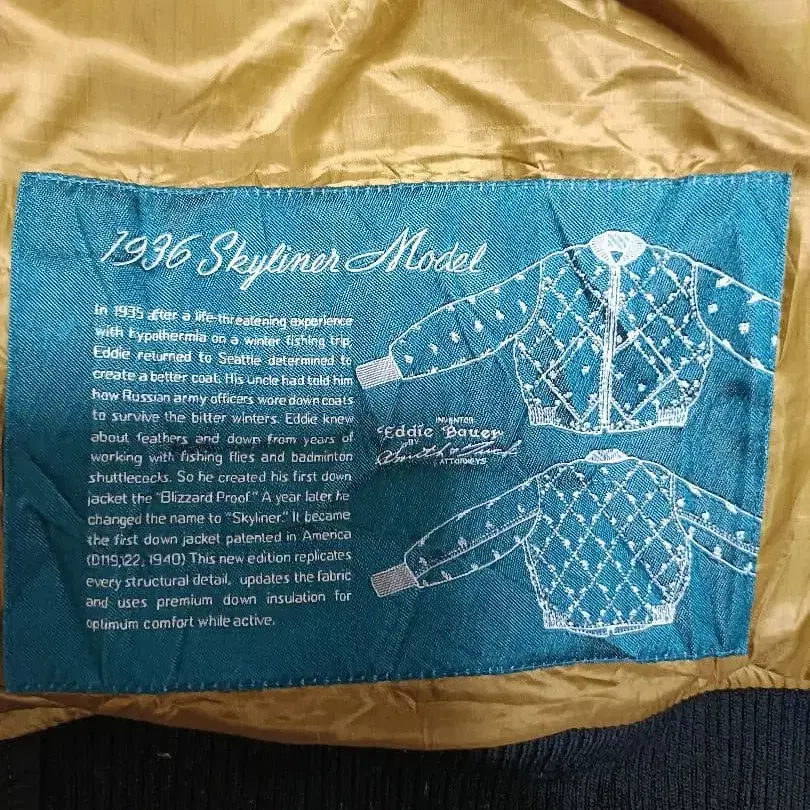 1936 Skyliner Model
In 1935 after a life-threatening experience
with hypothermia on a winter fishing trip,
Eddie returned to Seattle determined to
create a better coat. His uncle had told him
how Russian army officers wore down coats
to survive the bitter winters. Eddie knew
about feathers and down from years of
working with fishing flies and badminton
shuttlecocks. So he created his first down
jacket the "Blizzard Proof." A year later, he
changed the name to "Skyliner." It became
the first down jacket patented in America
(D119,122, 1940) This new edition replicates
every structural detail, updates the fabric
and uses premium down insulation for
optimum comfort while active.
INVENTOR
Eddie Bauer
BY
ATTORNEYS